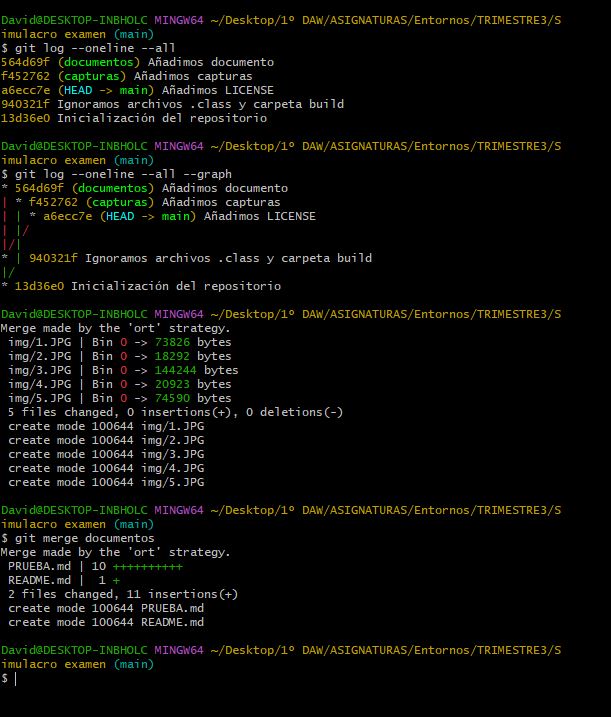 David@DESKTOP-INBHOLC MINGW64 ~/Desktop/1º DAW/ASIGNATURAS/Entornos/TRIMESTRE3/S
imulacro examen (main)
$ git log --oneline --all
564d69f (documentos) Añadimos documento
f452762 (capturas) Añadimos capturas
a6ecc7e (HEAD -> main) Añadimos LICENSE
940321f Ignoramos archivos .class y carpeta build
13d36e0 Inicialización del repositorio
David@DESKTOP-INBHOLC MINGW64 ~/Desktop/1º DAW/ASIGNATURAS/Entornos/TRIMESTRE3/S
imulacro examen (main)
$ git log --oneline --all --graph
* 564d69f (documentos) Añadimos documento
| * f452762 (capturas) Añadimos capturas
| | * a6ecc7e (HEAD -> main) Añadimos LICENSE
| |/
|/|
* | 940321f Ignoramos archivos .class y carpeta build
|/
* 13d36e0 Inicialización del repositorio
David@DESKTOP-INBHOLC MINGW64 ~/Desktop/1º DAW/ASIGNATURAS/Entornos/TRIMESTRE3/S
Merge made by the 'ort' strategy.
img/1.JPG | Bin 0 -> 73826 bytes
img/2.JPG | Bin 0 -> 18292 bytes
img/3.JPG | Bin 0 -> 144244 bytes
img/4.JPG | Bin 0 -> 20923 bytes
img/5.JPG | Bin 0 -> 74590 bytes
5 files changed, 0 insertions(+), 0 deletions(-)
create mode 100644 img/1.JPG
create mode 100644 img/2.JPG
create mode 100644 img/3.JPG
create mode 100644 img/4.JPG
create mode 100644 img/5.JPG
David@DESKTOP-INBHOLC MINGW64 ~/Desktop/1º DAW/ASIGNATURAS/Entornos/TRIMESTRE3/S
imulacro examen (main)
$ git merge documentos
Merge made by the 'ort' strategy.
PRUEBA.md | 10 ++++++++++
README.md |  1 +
2 files changed, 11 insertions(+)
create mode 100644 PRUEBA.md
create mode 100644 README.md
David@DESKTOP-INBHOLC MINGW64 ~/Desktop/1º DAW/ASIGNATURAS/Entornos/TRIMESTRE3/S
imulacro examen (main)
$